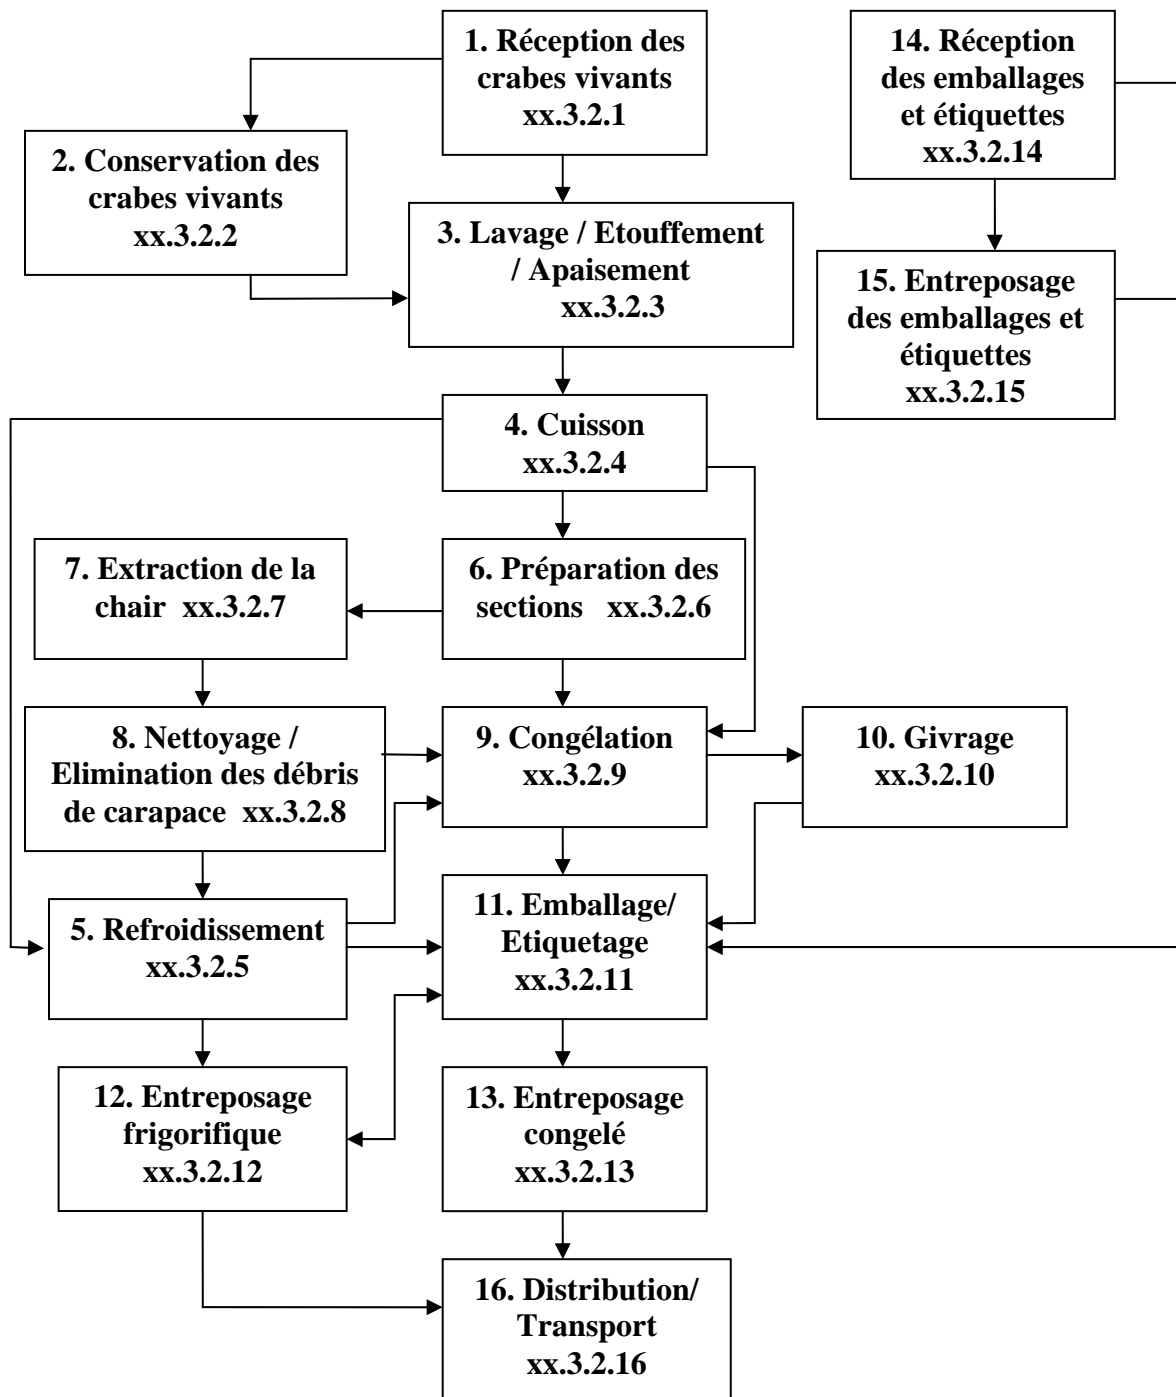 1. Réception des
crabes vivants
xx.3.2.1
14. Réception
des emballages
et étiquettes
xx.3.2.14
2. Conservation des
crabes vivants
xx.3.2.2
3. Lavage / Etouffement
/ Apaisement
xx.3.2.3
15. Entreposage
des emballages et
étiquettes
xx.3.2.15
4. Cuisson
xx.3.2.4
7. Extraction de la
chair xx.3.2.7
6. Préparation des
sections xx.3.2.6
8. Nettoyage /
Elimination des débris
de carapace xx.3.2.8
9. Congélation
xx.3.2.9
10. Givrage
xx.3.2.10
5. Refroidissement
xx.3.2.5
11. Emballage/
Etiquetage
xx.3.2.11
12. Entreposage
frigorifique
xx.3.2.12
13. Entreposage
congelé
xx.3.2.13
16. Distribution/
Transport
xx.3.2.16